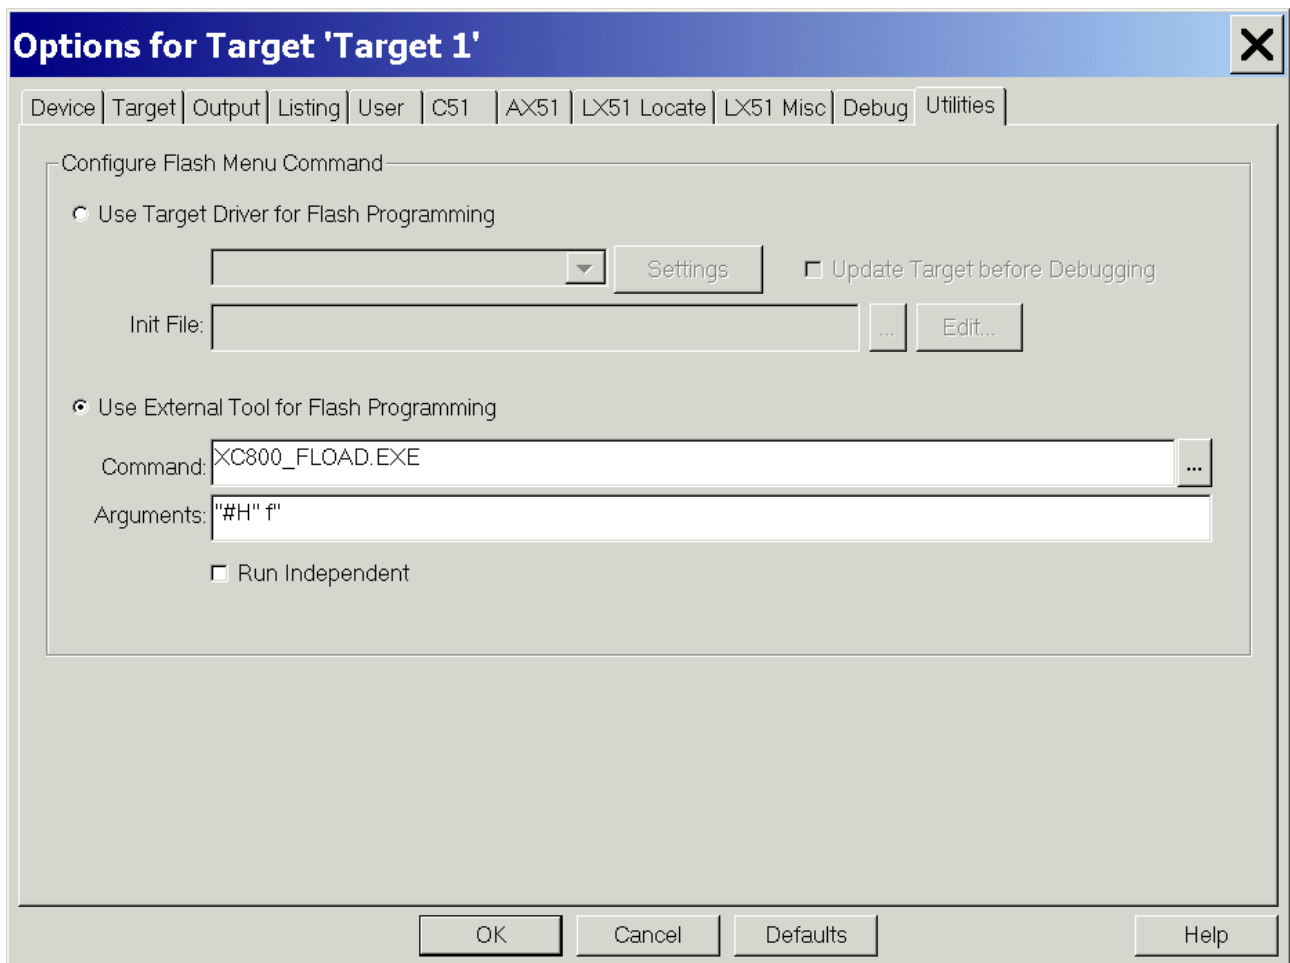 Options for Target 'Target 1'
Device Target Output Listing User C51 AX51 LX51 Locate LX51 Misc Debug Utilities
Configure Flash Menu Command
Use Target Driver for Flash Programming
Settings Update Target before Debugging
Init File: ... Edit...
Use External Tool for Flash Programming
Command: XC800_FLOAD.EXE ...
Arguments: "#H" f"
Run Independent
OK Cancel Defaults Help